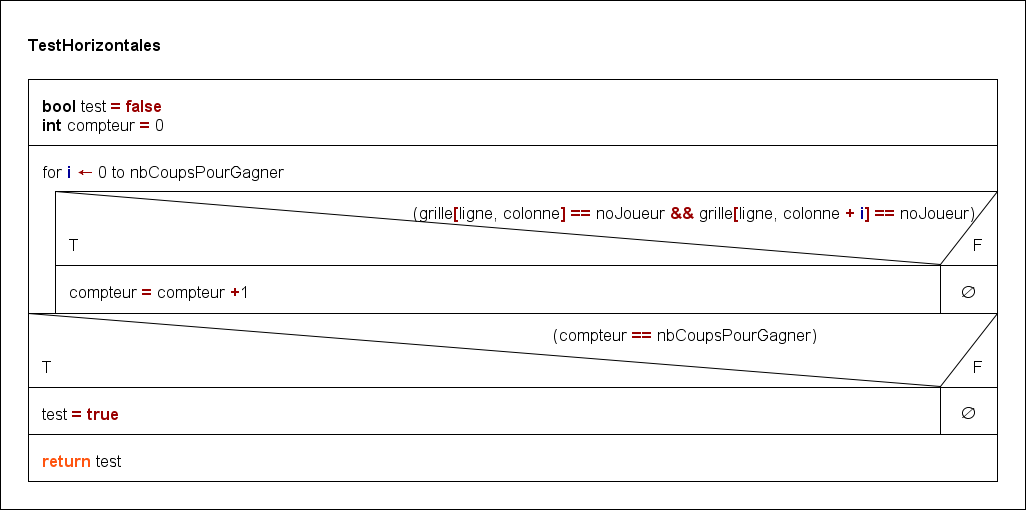 TestHorizontales
bool test = false
int compteur = 0
for i ← 0 to nbCoupsPourGagner
(grille[ligne, colonne] == noJoueur && grille[ligne, colonne + i] == noJoueur)
T
F
compteur = compteur +1
∅
(compteur == nbCoupsPourGagner)
T
F
test = true
∅
return test